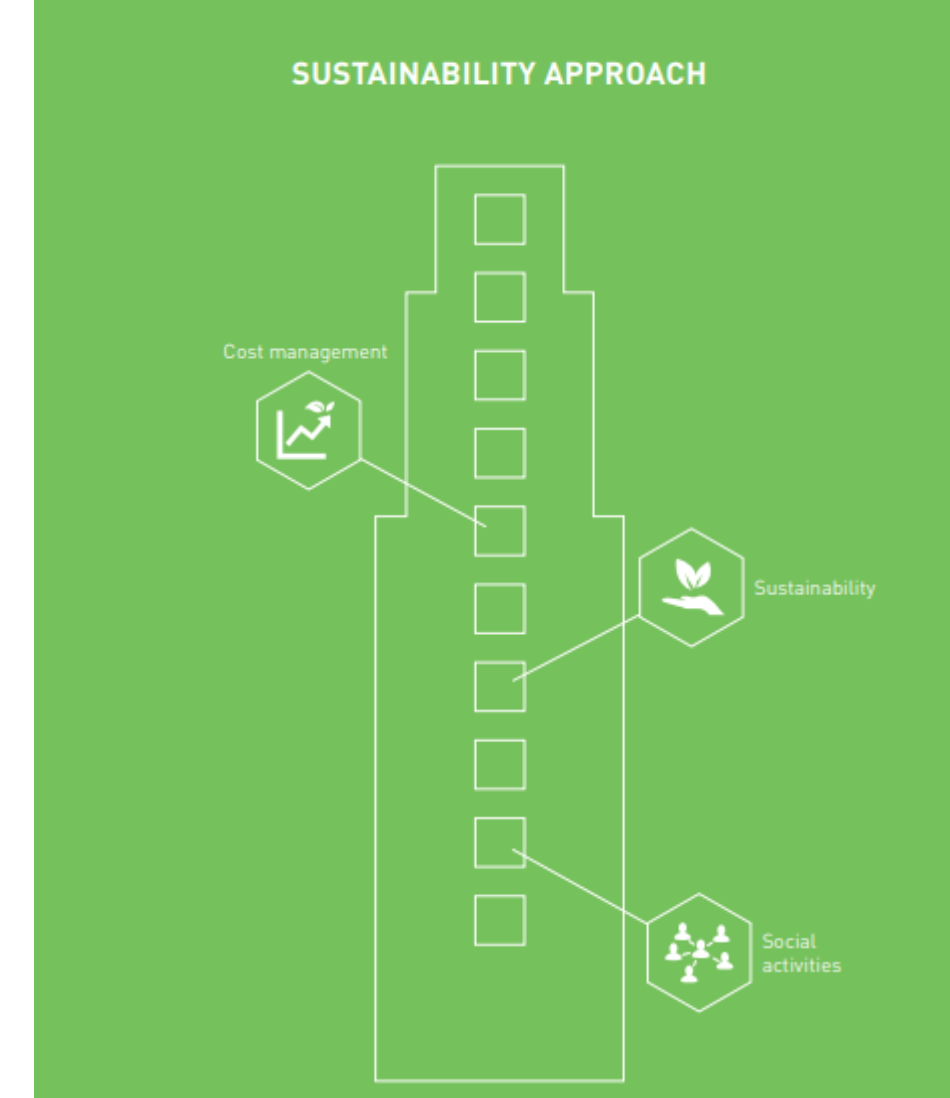 SUSTAINABILITY APPROACH
Cost management
Sustainability
Social
activities